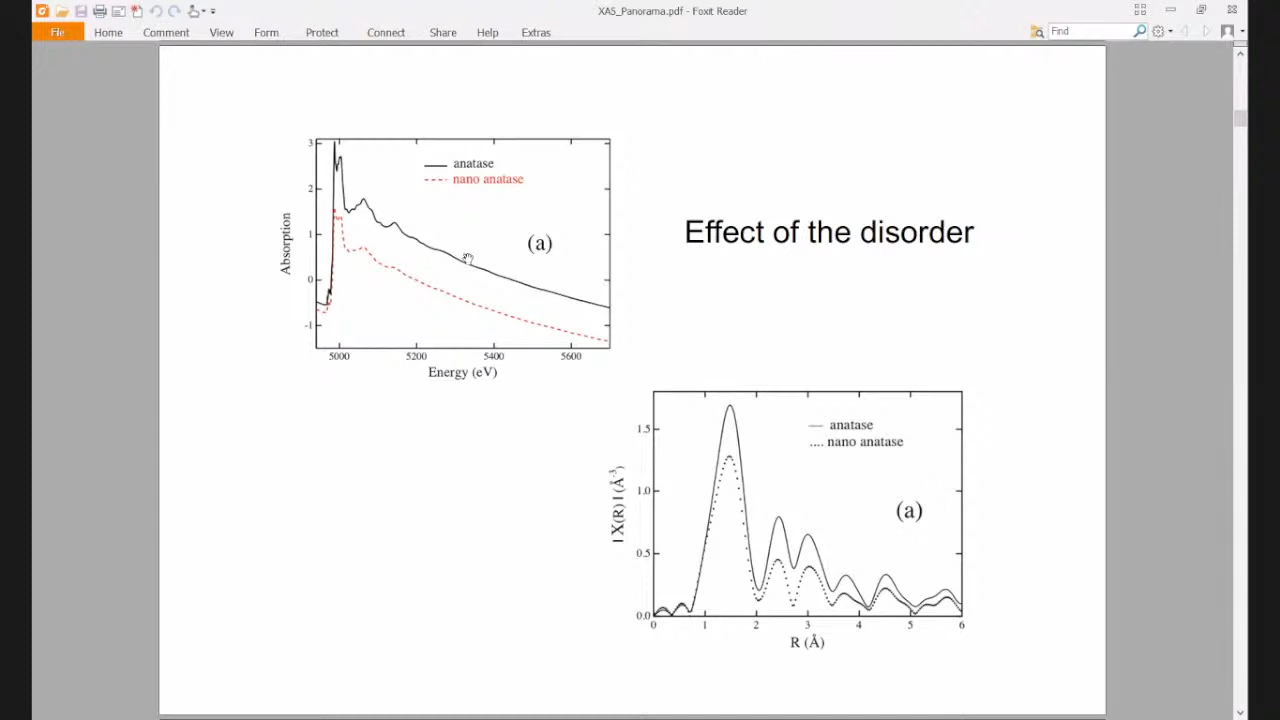 XAS_Panorama.pdf - Foxit Reader
File Home Comment View Form Protect Connect Share Help Extras
Find
3
2
1
0
-1
Absorption
anatase
nano anatase
(a)
5000 5200 5400 5600
Energy (eV)
Effect of the disorder
1.5
1.0
0.5
0.0
| X(R) | (Å⁻³)
anatase
.... nano anatase
(a)
0 1 2 3 4 5 6
R (Å)